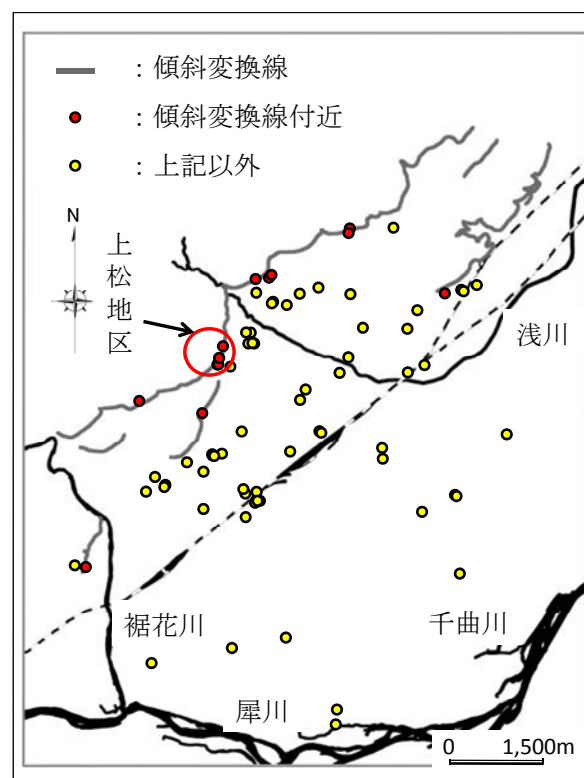 ：傾斜変換線
：傾斜変換線付近
：上記以外
N
上松地区
浅川
裾花川
千曲川
犀川
0 1,500m